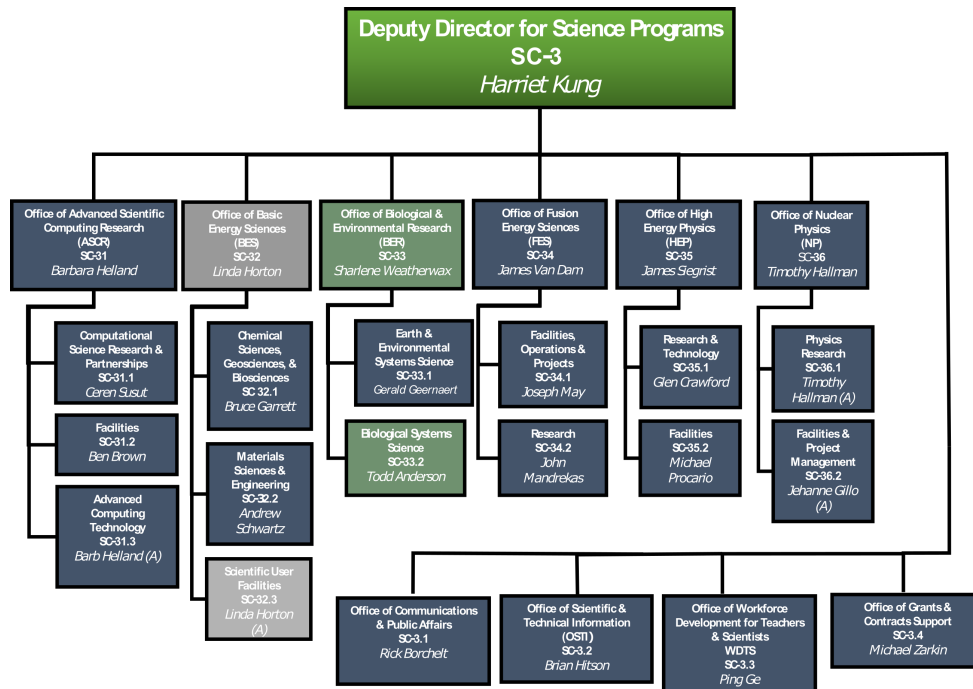 Deputy Director for Science Programs
SC-3
Harriet Kung
Office of Advanced Scientific
Computing Research
(ASCR)
SC-31
Barbara Helland
Office of Basic
Energy Sciences
(BES)
SC-32
Linda Horton
Office of Biological &
Environmental Research
(BER)
SC-33
Sharlene Weatherwax
Office of Fusion
Energy Sciences
(FES)
SC-34
James Van Dam
Office of High
Energy Physics
(HEP)
SC-35
James Siegrist
Office of Nuclear
Physics
(NP)
SC-36
Timothy Hallman
Computational
Science Research &
Partnerships
SC-31.1
Ceren Susut
Facilities
SC-31.2
Ben Brown
Advanced
Computing
Technology
SC-31.3
Barb Helland (A)
Chemical
Sciences,
Geosciences, &
Biosciences
SC 32.1
Bruce Garrett
Materials
Sciences &
Engineering
SC-32.2
Andrew
Schwartz
Scientific User
Facilities
SC-32.3
Linda Horton
(A)
Earth &
Environmental
Systems Science
SC-33.1
Gerald Geernaert
Biological Systems
Science
SC-33.2
Todd Anderson
Facilities,
Operations &
Projects
SC-34.1
Joseph May
Research
SC-34.2
John
Mandrekas
Research &
Technology
SC-35.1
Glen Crawford
Facilities
SC-35.2
Michael
Procario
Physics
Research
SC-36.1
Timothy
Hallman (A)
Facilities &
Project
Management
SC-36.2
Jehanne Gillo
(A)
Office of Communications
& Public Affairs
SC-3.1
Rick Borchelt
Office of Scientific &
Technical Information
(OSTI)
SC-3.2
Brian Hitson
Office of Workforce
Development for Teachers
& Scientists
WDTS
SC-3.3
Ping Ge
Office of Grants &
Contracts Support
SC-3.4
Michael Zarkin